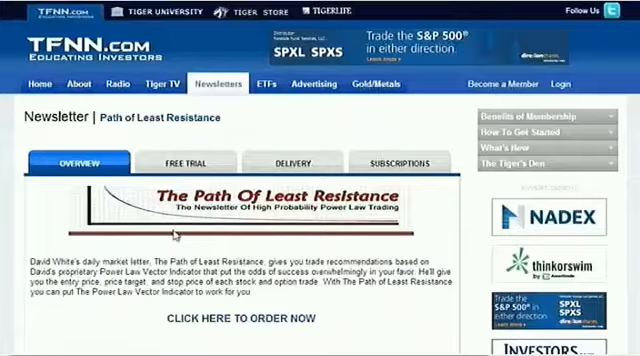 TFNN.COM
EDUCATING INVESTORS
TIGER UNIVERSITY
TIGER STORE
TIGERLIFE
Follow Us
TFNN.COM
EDUCATING INVESTORS
SPXL SPXS
Trade the S&P 500®
in either direction.
Learn more ›
Home About Radio Tiger TV Newsletters ETFs Advertising Gold/Metals Become a Member Login
Newsletter | Path of Least Resistance
Benefits of Membership
How To Get Started
What's New
The Tiger's Den
OVERVIEW FREE TRIAL DELIVERY SUBSCRIPTIONS
The Path Of Least Resistance
The Newsletter Of High Probability Power Law Trading
David White's daily market letter, The Path of Least Resistance, gives you trade recommendations based on
David's proprietary Power Law Vector Indicator that put the odds of success overwhelmingly in your favor. He'll give
you the entry price, price target, and stop price of each stock and option trade. With The Path of Least Resistance
you can put The Power Law Vector Indicator to work for you.
CLICK HERE TO ORDER NOW
NADEX
thinkorswim
Trade the
S&P 500®
in either direction.
Learn more ›
SPXL
SPXS
INVESTORS